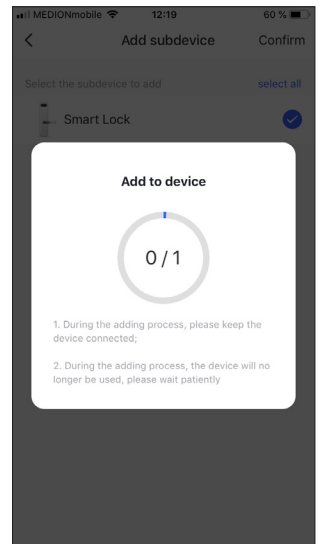 MEDIONmobile 12:19 60 %
Add subdevice Confirm
Select the subdevice to add select all
Smart Lock
Add to device
0/1
1. During the adding process, please keep the
device connected;
2. During the adding process, the device will no
longer be used, please wait patiently